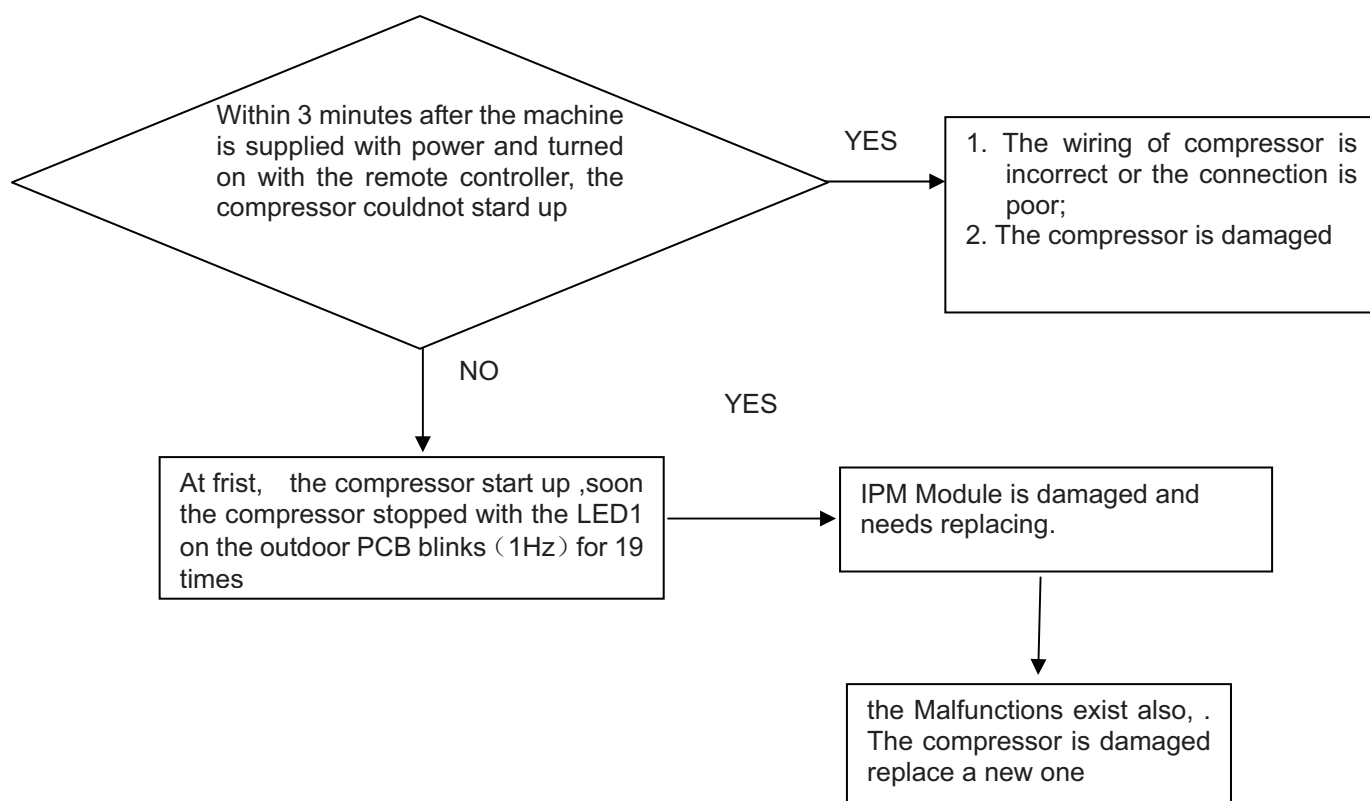 Within 3 minutes after the machine
is supplied with power and turned
on with the remote controller, the
compressor couldnot stard up
YES
1. The wiring of compressor is
incorrect or the connection is
poor;
2. The compressor is damaged
NO
YES
At frist, the compressor start up ,soon
the compressor stopped with the LED1
on the outdoor PCB blinks（1Hz）for 19
times
IPM Module is damaged and
needs replacing.
the Malfunctions exist also, .
The compressor is damaged
replace a new one